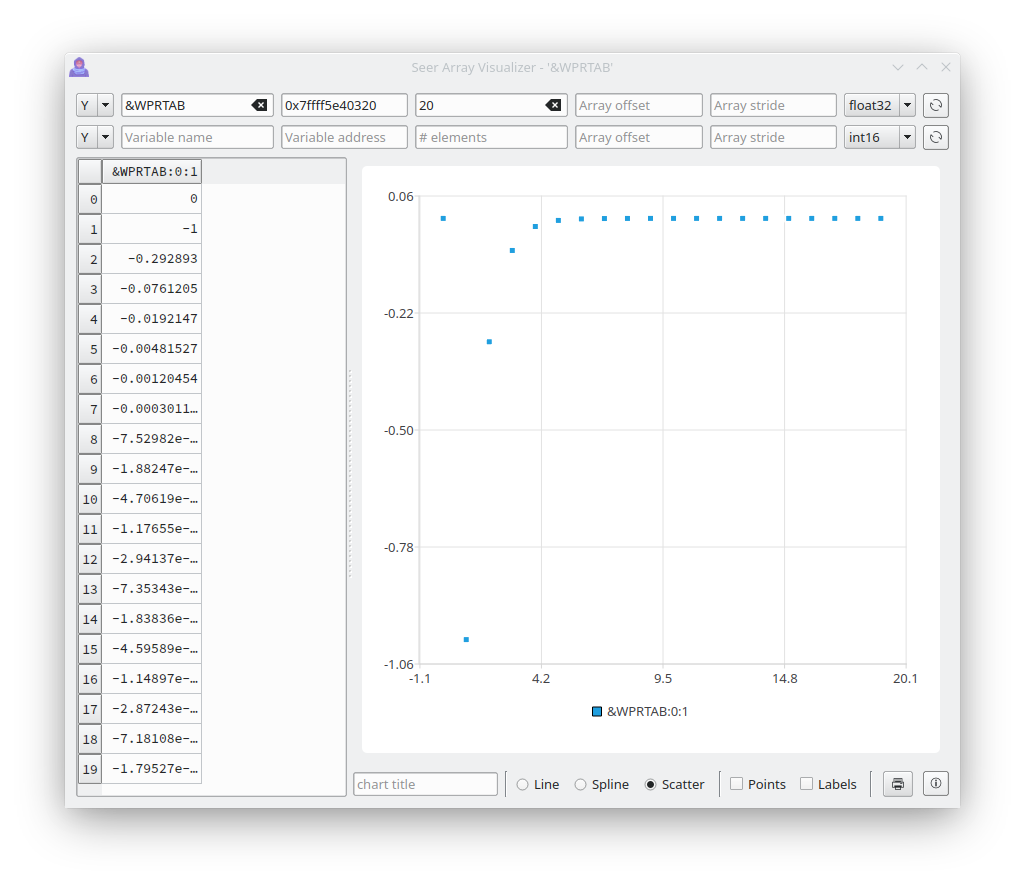 Seer Array Visualizer - '&WPRTAB'
Y &WPRTAB 0x7ffff5e40320 20 Array offset Array stride float32
Y Variable name Variable address # elements Array offset Array stride int16
&WPRTAB:0:1
0 0
1 -1
2 -0.292893
3 -0.0761205
4 -0.0192147
5 -0.00481527
6 -0.00120454
7 -0.0003011…
8 -7.52982e-…
9 -1.88247e-…
10 -4.70619e-…
11 -1.17655e-…
12 -2.94137e-…
13 -7.35343e-…
14 -1.83836e-…
15 -4.59589e-…
16 -1.14897e-…
17 -2.87243e-…
18 -7.18108e-…
19 -1.79527e-…
0.06
-0.22
-0.50
-0.78
-1.06
-1.1 4.2 9.5 14.8 20.1
&WPRTAB:0:1
chart title Line Spline Scatter Points Labels